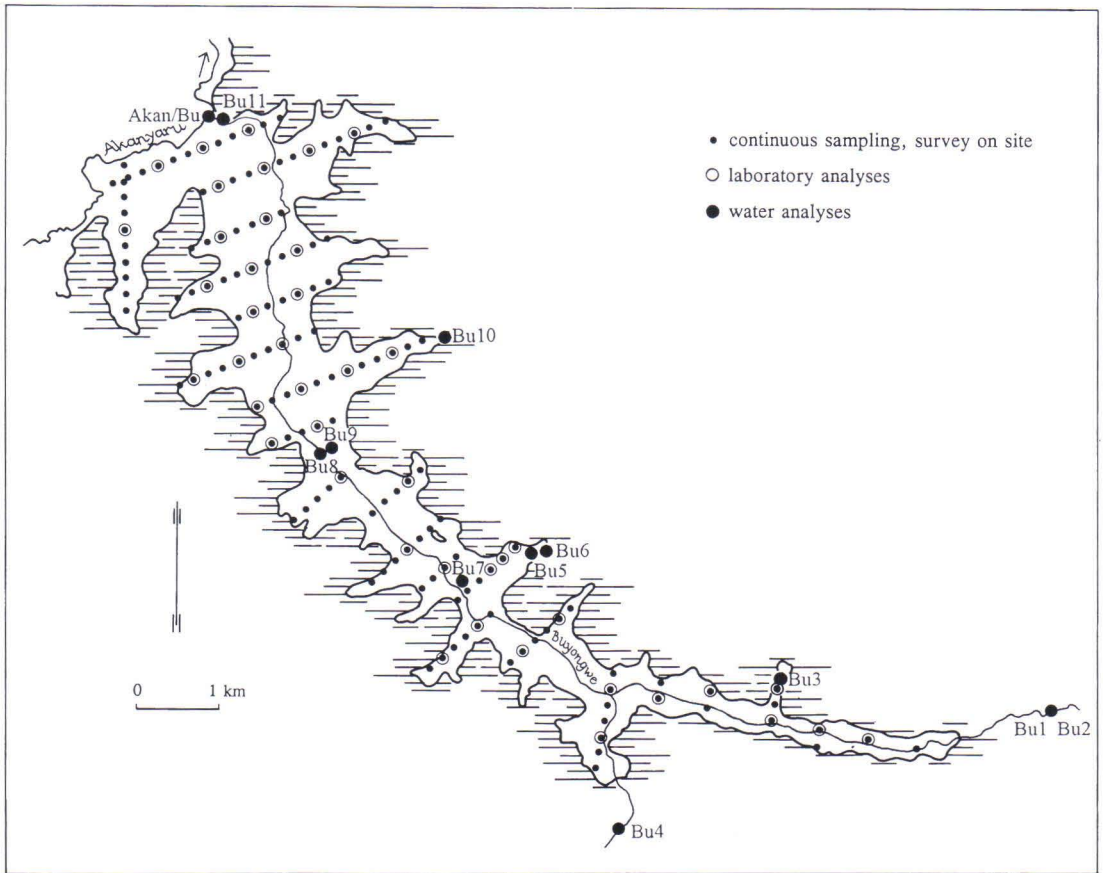 Bu11
Akan/Bu
Akanyaru
continuous sampling, survey on site
laboratory analyses
water analyses
Bu10
Bu9
Bu8
Bu6
Bu5
Bu7
Buyongwe
Bu3
0 1 km
Bu1 Bu2
Bu4